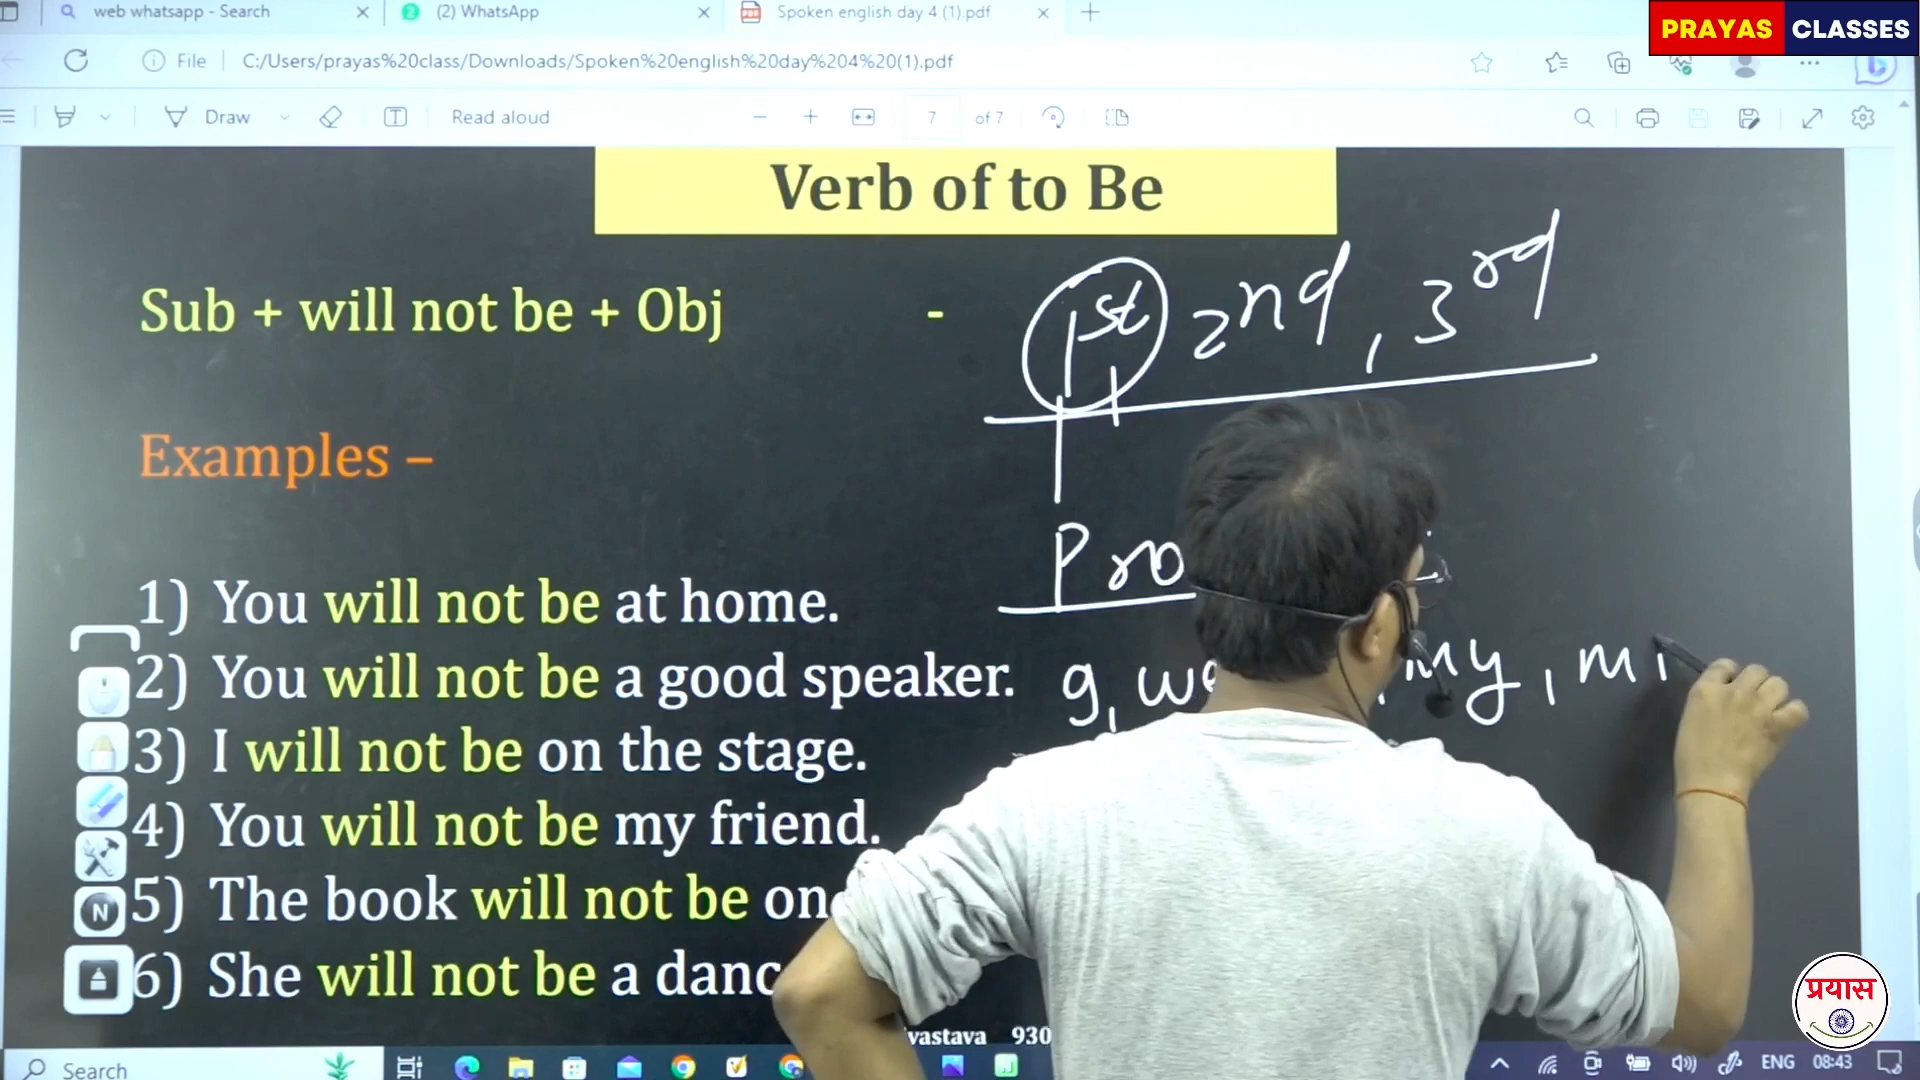 web whatsapp - Search
(2) WhatsApp
Spoken english day 4 (1).pdf
PRAYAS CLASSES
File
C:/Users/prayas%20class/Downloads/Spoken%20english%20day%204%20(1).pdf
Draw
Read aloud
7 of 7
Verb of to Be
Sub + will not be + Obj -
1st 2nd, 3rd
Examples –
Pro
1) You will not be at home.
2) You will not be a good speaker.
we my, mi
3) I will not be on the stage.
4) You will not be my friend.
5) The book will not be on
6) She will not be a danc
प्रयास
vastava 930
Search
ENG 08:43